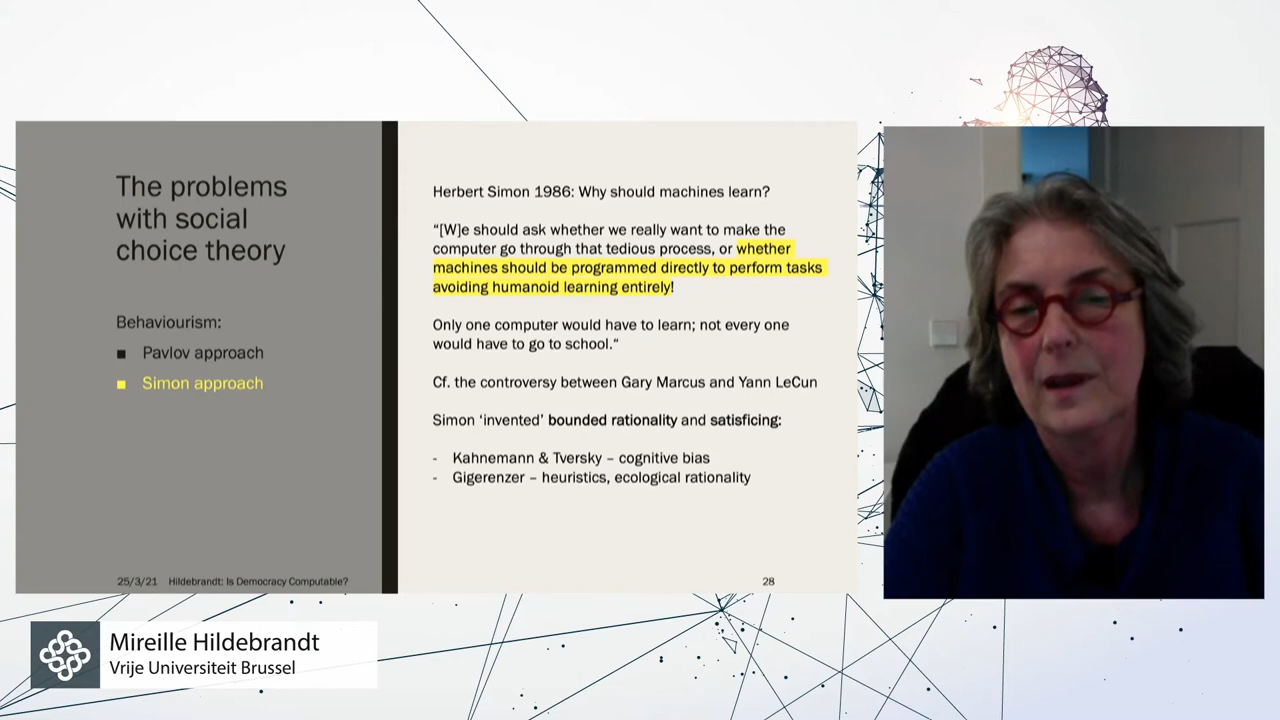 The problems
with social
choice theory
Behaviourism:
■ Pavlov approach
■ Simon approach
25/3/21 Hildebrandt: Is Democracy Computable?
Herbert Simon 1986: Why should machines learn?
“[W]e should ask whether we really want to make the
computer go through that tedious process, or whether
machines should be programmed directly to perform tasks
avoiding humanoid learning entirely!
Only one computer would have to learn; not every one
would have to go to school.“
Cf. the controversy between Gary Marcus and Yann LeCun
Simon ‘invented’ bounded rationality and satisficing:
- Kahnemann & Tversky – cognitive bias
- Gigerenzer – heuristics, ecological rationality
28
Mireille Hildebrandt
Vrije Universiteit Brussel